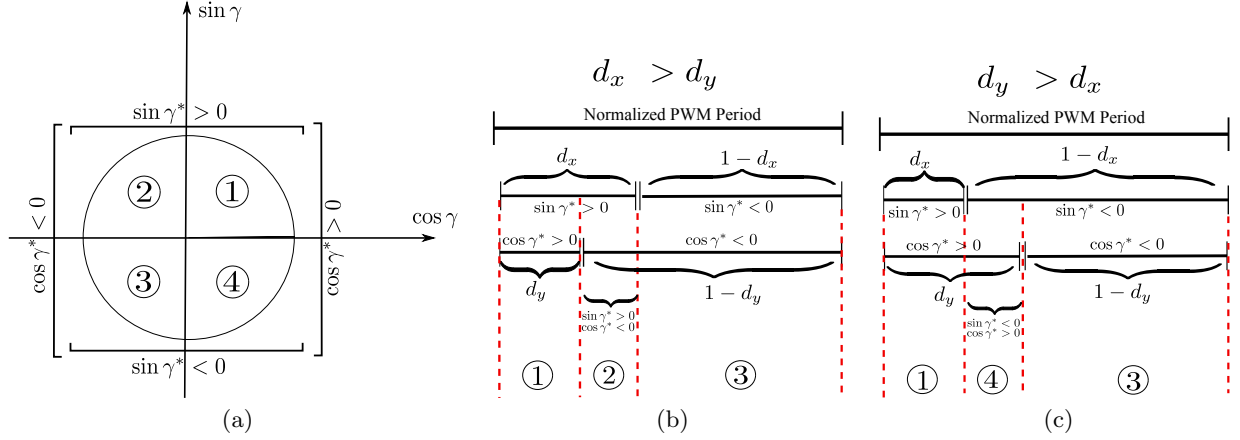 sin γ
sin γ* > 0
② ①
cos γ
cos γ* < 0
cos γ* > 0
③ ④
sin γ* < 0
(a)
d_x > d_y
Normalized PWM Period
d_x 1 − d_x
sin γ* > 0 sin γ* < 0
cos γ* > 0 cos γ* < 0
d_y 1 − d_y
sin γ* > 0
cos γ* < 0
① ② ③
(b)
d_y > d_x
Normalized PWM Period
d_x 1 − d_x
sin γ* > 0 sin γ* < 0
cos γ* > 0 cos γ* < 0
d_y 1 − d_y
sin γ* < 0
cos γ* > 0
① ④ ③
(c)